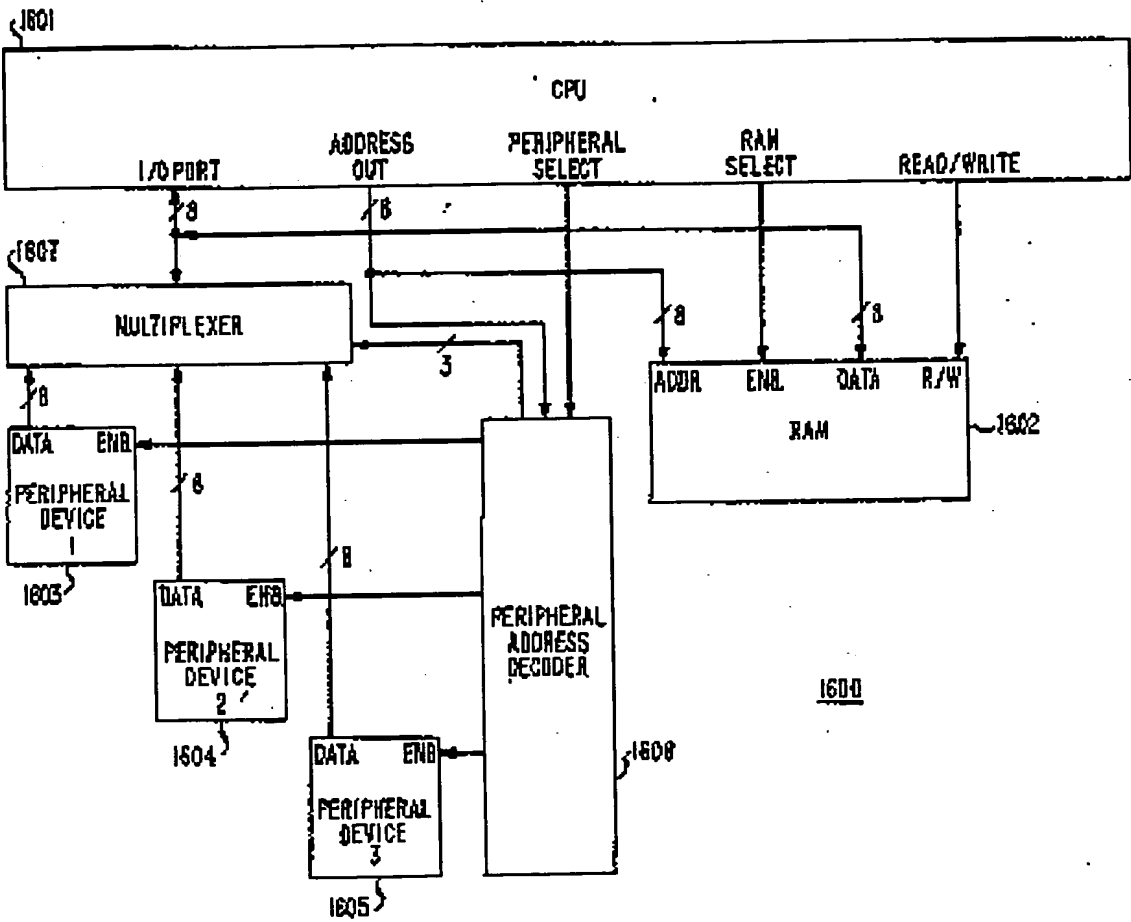 1601
CPU
I/O PORT
ADDRESS
OUT
PERIPHERAL
SELECT
RAM
SELECT
READ/WRITE
8
8
1607
MULTIPLEXER
3
8
8
ADDR
ENB
DATA
R/W
RAM
1602
8
DATA
ENB
PERIPHERAL
DEVICE
1
1603
8
DATA
ENB
PERIPHERAL
DEVICE
2
1604
8
DATA
ENB
PERIPHERAL
DEVICE
3
1605
PERIPHERAL
ADDRESS
DECODER
1606
1600